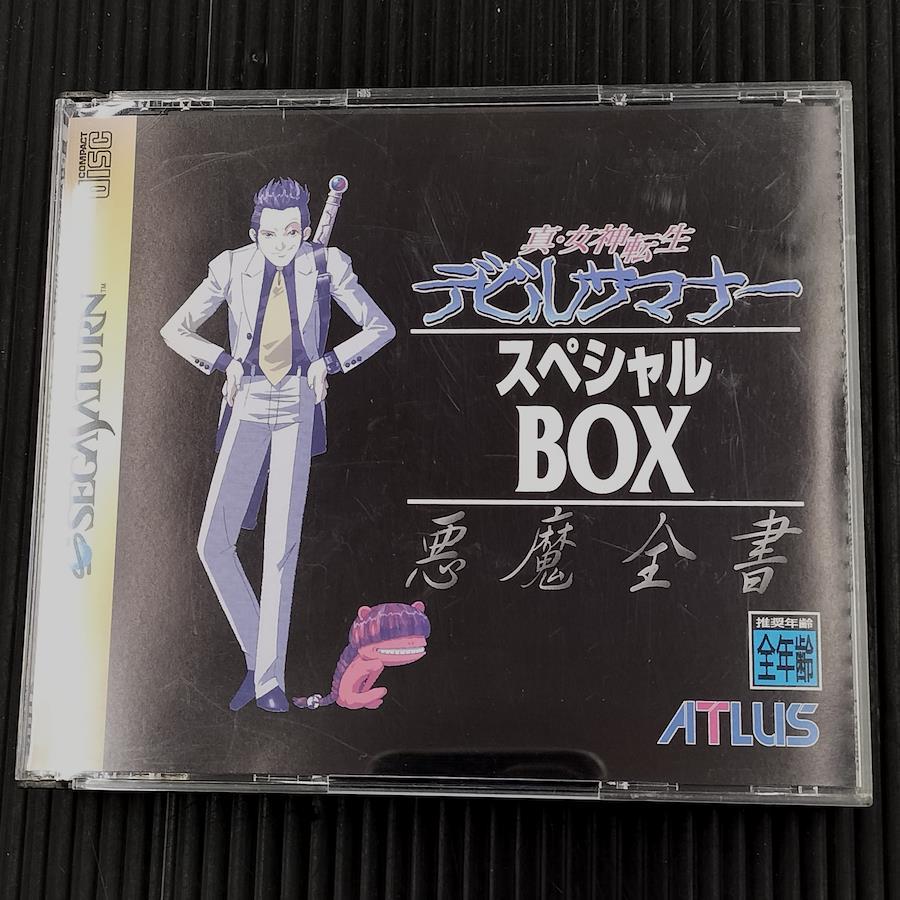 COMPACT
DISC
SEGA SATURN™
真・女神転生
デビルサマナー
スペシャル
BOX
悪魔全書
推奨年齢
全年齢
ATLUS